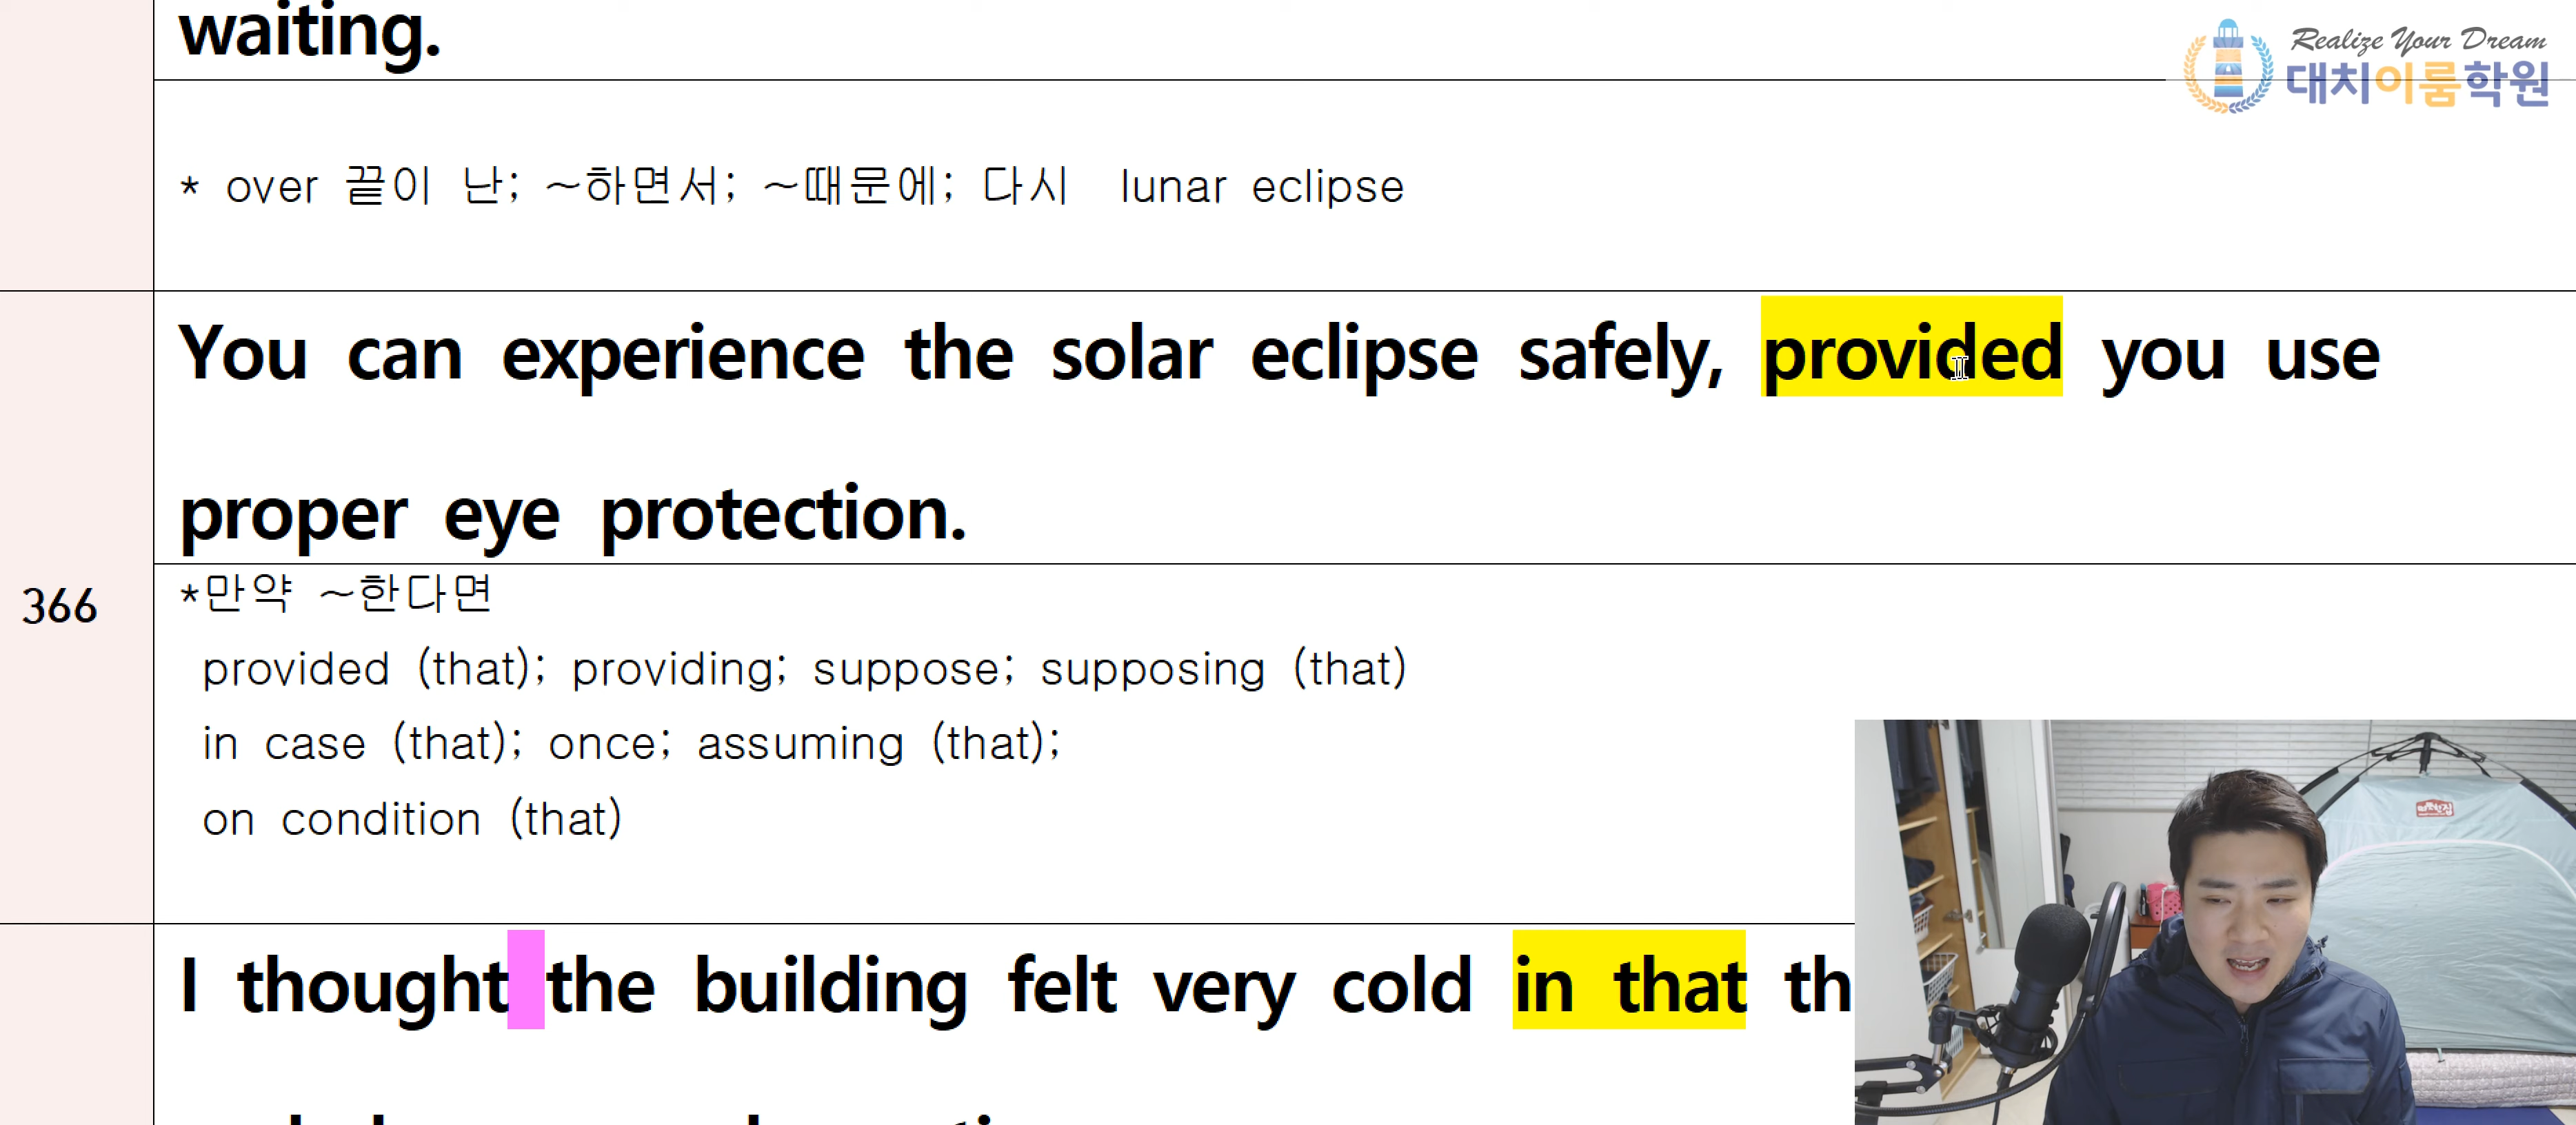 waiting.
Realize Your Dream
대치이룸학원
* over 끝이 난; ~하면서; ~때문에; 다시 lunar eclipse
You can experience the solar eclipse safely, provided you use
proper eye protection.
366
*만약 ~한다면
provided (that); providing; suppose; supposing (that)
in case (that); once; assuming (that);
on condition (that)
I thought the building felt very cold in that th